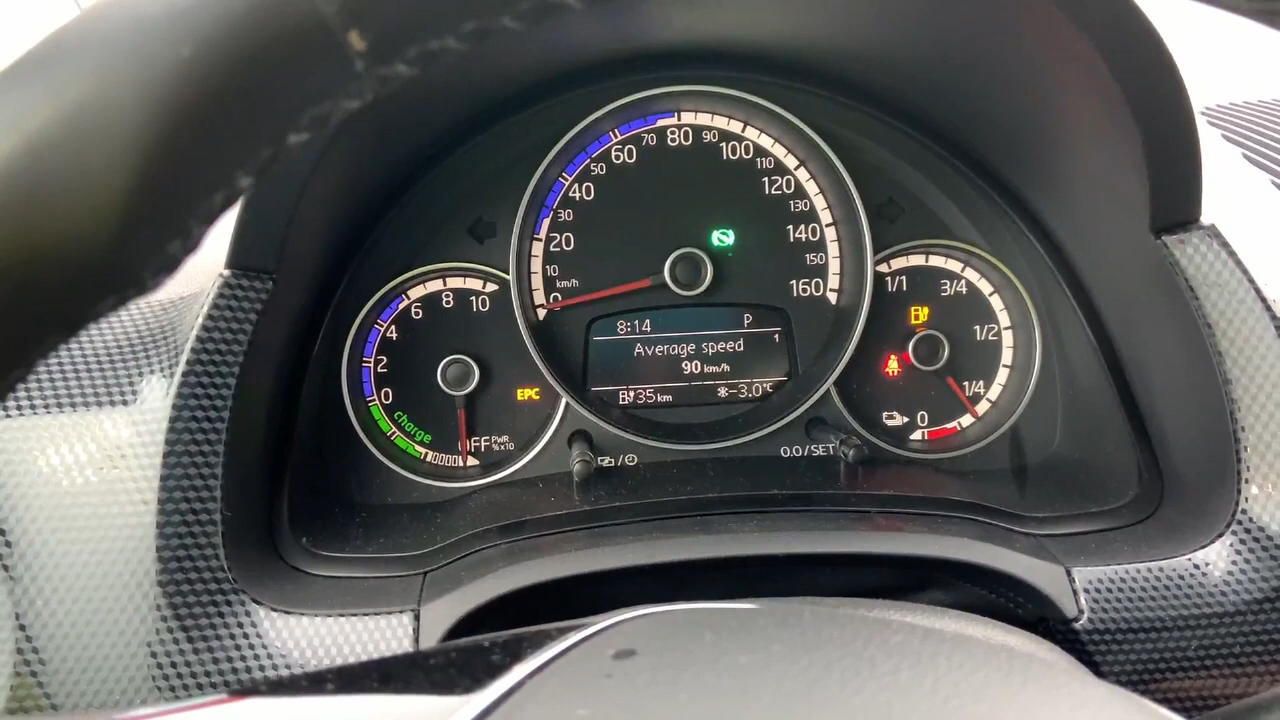 80
70 90
60 100
50 110
40 120
30 130
20 140
10 150
km/h
0 160
8:14 P
Average speed 1
90 km/h
35 km -3.0°C
10
8
6
4
2
0
charge
OFF PWR
%x10
EPC
1/1 3/4
1/2
1/4
0
0.0/SET